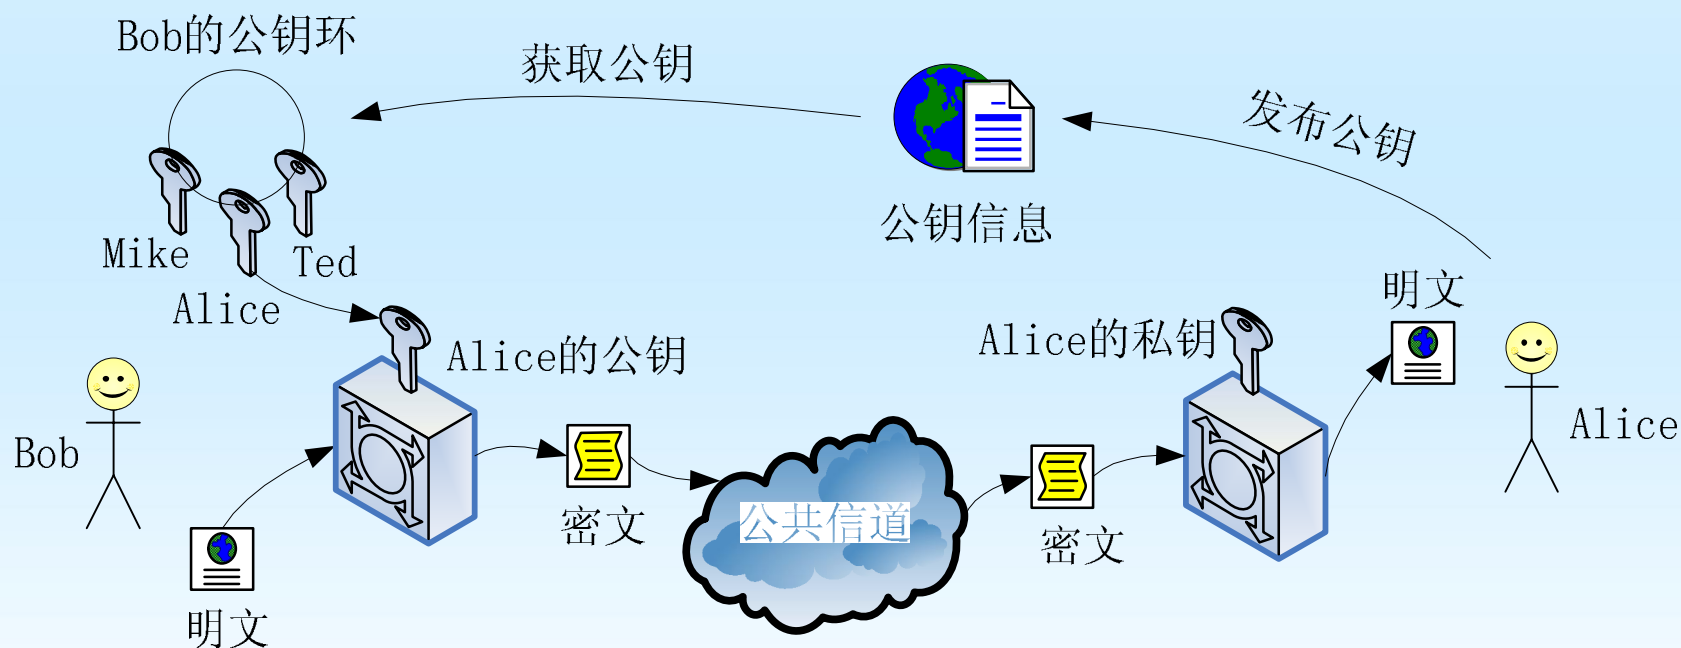 Bob的公钥环
获取公钥
发布公钥
公钥信息
Mike
Ted
Alice
明文
Alice的公钥
Alice的私钥
Bob
Alice
公共信道
密文
密文
明文